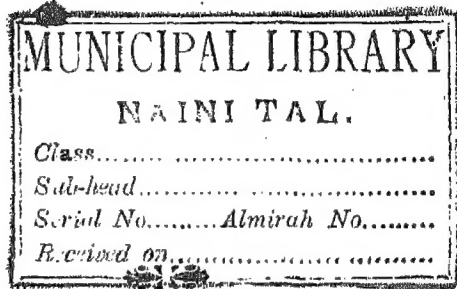 MUNICIPAL LIBRARY
NAINI TAL.
Class.................................
Sub-head.................................
Serial No.........Almirah No.........
Received on.................................